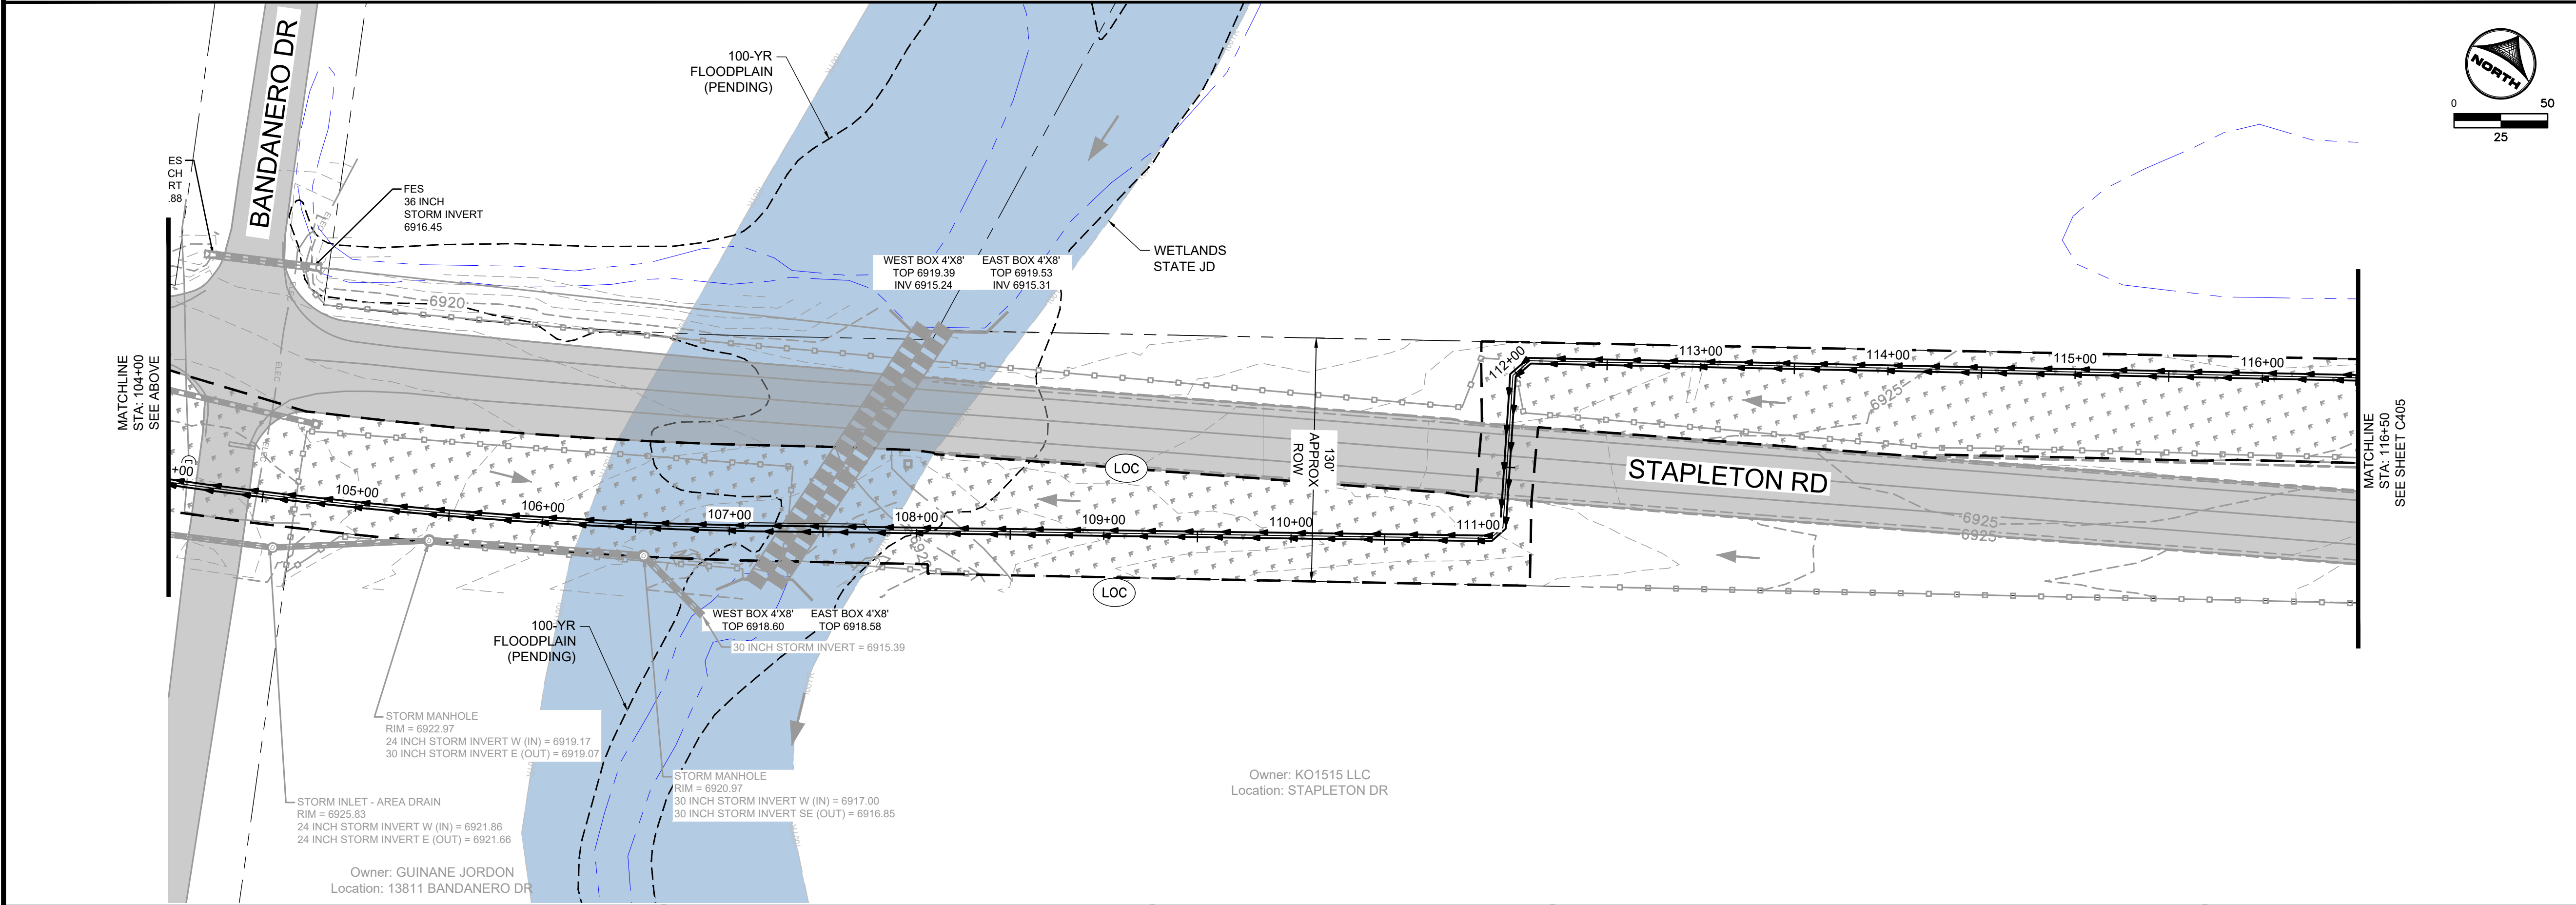 BANDANERO DR
100-YR
FLOODPLAIN
(PENDING)
NORTH
0
50
25
ES
CH
RT
.88
FES
36 INCH
STORM INVERT
6916.45
WETLANDS
STATE JD
WEST BOX 4'X8'
TOP 6919.39
INV 6915.24
EAST BOX 4'X8'
TOP 6919.53
INV 6915.31
6920
ELEC
ELEC
MATCHLINE
STA: 104+00
SEE ABOVE
+00
105+00
106+00
107+00
108+00
109+00
110+00
111+00
112+00
113+00
114+00
115+00
116+00
6925
LOC
130'
APPROX
ROW
STAPLETON RD
6925
6925
MATCHLINE
STA: 116+50
SEE SHEET C405
LOC
WEST BOX 4'X8'
TOP 6918.60
EAST BOX 4'X8'
TOP 6918.58
30 INCH STORM INVERT = 6915.39
100-YR
FLOODPLAIN
(PENDING)
STORM MANHOLE
RIM = 6922.97
24 INCH STORM INVERT W (IN) = 6919.17
30 INCH STORM INVERT E (OUT) = 6919.07
STORM MANHOLE
RIM = 6920.97
30 INCH STORM INVERT W (IN) = 6917.00
30 INCH STORM INVERT SE (OUT) = 6916.85
STORM INLET - AREA DRAIN
RIM = 6925.83
24 INCH STORM INVERT W (IN) = 6921.86
24 INCH STORM INVERT E (OUT) = 6921.66
Owner: KO1515 LLC
Location: STAPLETON DR
Owner: GUINANE JORDON
Location: 13811 BANDANERO DR